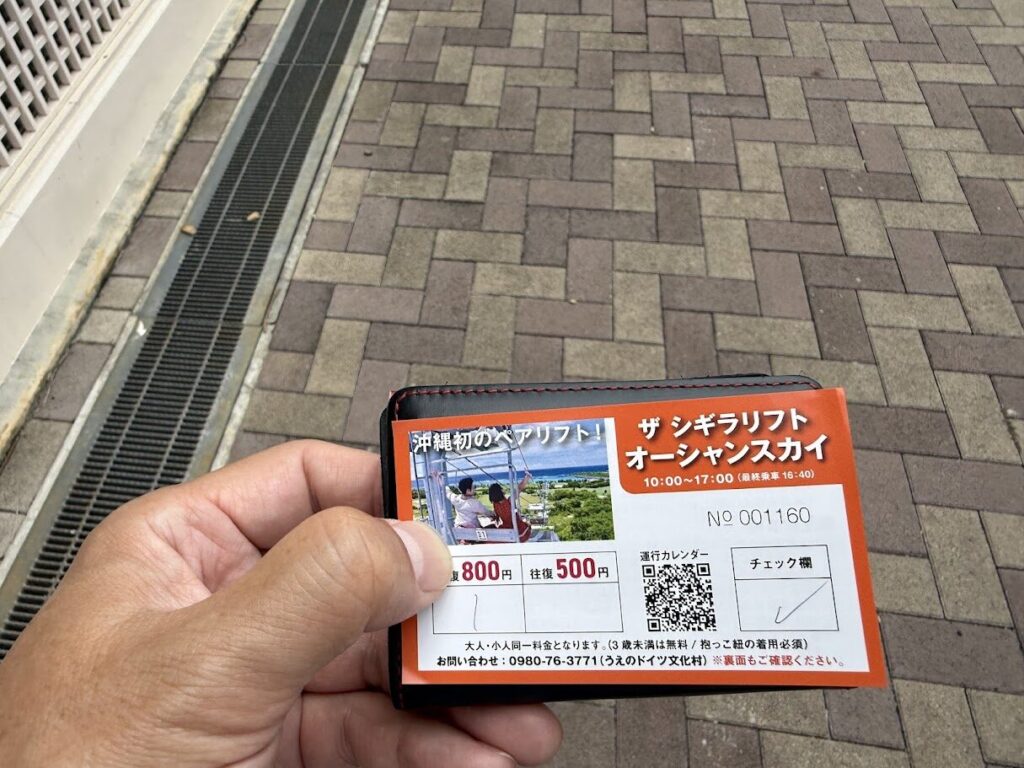 沖縄初のペアリフト!
ザ シギラリフト
オーシャンスカイ
10:00〜17:00(最終乗車 16:40)
№ 001160
復800円
往復500円
運行カレンダー
チェック欄
大人・小人同一料金となります。(3歳未満は無料 / 抱っこ紐の着用必須)
お問い合わせ:0980-76-3771(うえのドイツ文化村) ※裏面もご確認ください。